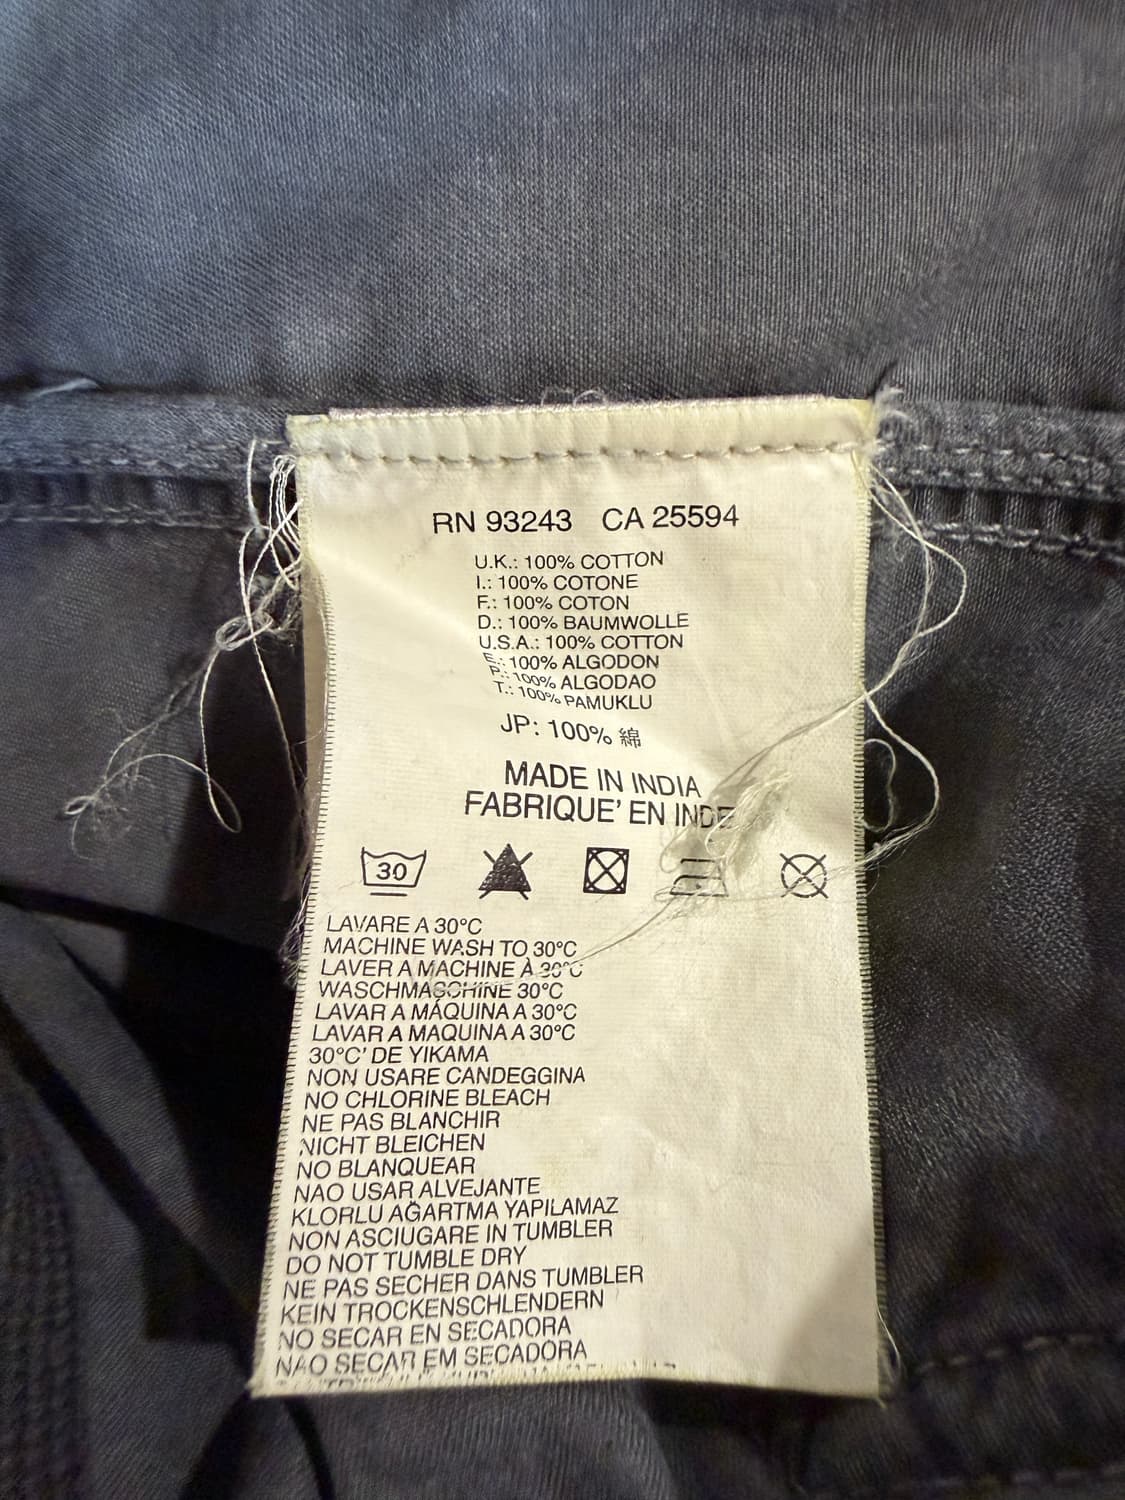 RN 93243 CA 25594
U.K.: 100% COTTON
I.: 100% COTONE
F.: 100% COTON
D.: 100% BAUMWOLLE
U.S.A.: 100% COTTON
E.: 100% ALGODON
P.: 100% ALGODAO
T.: 100% PAMUKLU
JP: 100% 綿
MADE IN INDIA
FABRIQUE' EN INDE
30
LAVARE A 30°C
MACHINE WASH TO 30°C
LAVER A MACHINE À 30°C
WASCHMASCHINE 30°C
LAVAR A MÁQUINA A 30°C
LAVAR A MAQUINA A 30°C
30°C' DE YIKAMA
NON USARE CANDEGGINA
NO CHLORINE BLEACH
NE PAS BLANCHIR
NICHT BLEICHEN
NO BLANQUEAR
NAO USAR ALVEJANTE
KLORLU AĞARTMA YAPILAMAZ
NON ASCIUGARE IN TUMBLER
DO NOT TUMBLE DRY
NE PAS SECHER DANS TUMBLER
KEIN TROCKENSCHLENDERN
NO SECAR EN SECADORA
NAO SECAR EM SECADORA